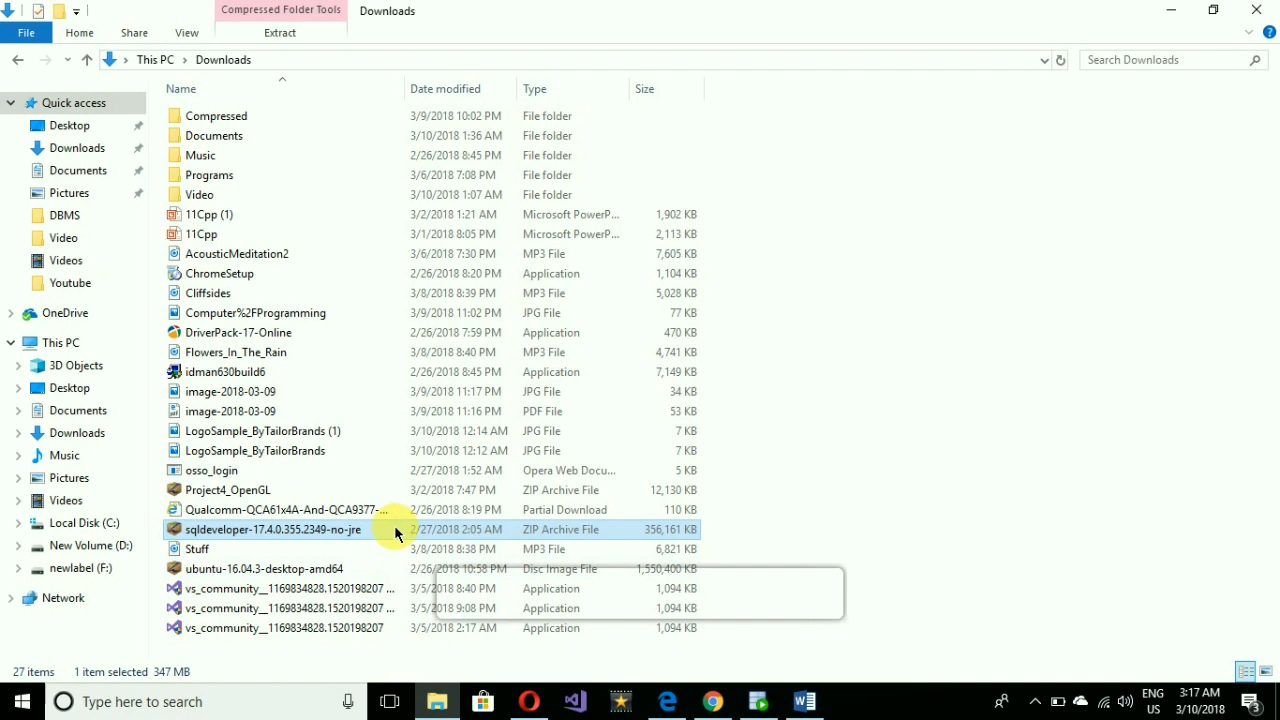 Compressed Folder Tools Downloads
File Home Share View Extract
This PC Downloads Search Downloads
Name Date modified Type Size
Quick access
Desktop
Downloads
Documents
Pictures
DBMS
Video
Videos
Youtube
OneDrive
This PC
3D Objects
Desktop
Documents
Downloads
Music
Pictures
Videos
Local Disk (C:)
New Volume (D:)
newlabel (F:)
Network
Compressed 3/9/2018 10:02 PM File folder
Documents 3/10/2018 1:36 AM File folder
Music 2/26/2018 8:45 PM File folder
Programs 3/6/2018 7:08 PM File folder
Video 3/10/2018 1:07 AM File folder
11Cpp (1) 3/2/2018 1:21 AM Microsoft PowerP... 1,902 KB
11Cpp 3/1/2018 8:05 PM Microsoft PowerP... 2,113 KB
AcousticMeditation2 3/6/2018 7:30 PM MP3 File 7,605 KB
ChromeSetup 2/26/2018 8:20 PM Application 1,104 KB
Cliffsides 3/8/2018 8:39 PM MP3 File 5,028 KB
Computer%2FProgramming 3/9/2018 11:02 PM JPG File 77 KB
DriverPack-17-Online 2/26/2018 7:59 PM Application 470 KB
Flowers_In_The_Rain 3/8/2018 8:40 PM MP3 File 4,741 KB
idman630build6 2/26/2018 8:45 PM Application 7,149 KB
image-2018-03-09 3/9/2018 11:17 PM JPG File 34 KB
image-2018-03-09 3/9/2018 11:16 PM PDF File 53 KB
LogoSample_ByTailorBrands (1) 3/10/2018 12:14 AM JPG File 7 KB
LogoSample_ByTailorBrands 3/10/2018 12:12 AM JPG File 7 KB
osso_login 2/27/2018 1:52 AM Opera Web Docu... 5 KB
Project4_OpenGL 3/2/2018 7:47 PM ZIP Archive File 12,130 KB
Qualcomm-QCA61x4A-And-QCA9377-... 2/26/2018 8:19 PM Partial Download 110 KB
sqldeveloper-17.4.0.355.2349-no-jre 2/27/2018 2:05 AM ZIP Archive File 356,161 KB
Stuff 3/8/2018 8:38 PM MP3 File 6,821 KB
ubuntu-16.04.3-desktop-amd64 2/26/2018 10:58 PM Disc Image File 1,550,400 KB
vs_community__1169834828.1520198207 ... 3/5/2018 8:40 PM Application 1,094 KB
vs_community__1169834828.1520198207 ... 3/5/2018 9:08 PM Application 1,094 KB
vs_community__1169834828.1520198207 3/5/2018 2:17 AM Application 1,094 KB
27 items 1 item selected 347 MB
Type here to search
ENG 3:17 AM
US 3/10/2018
3